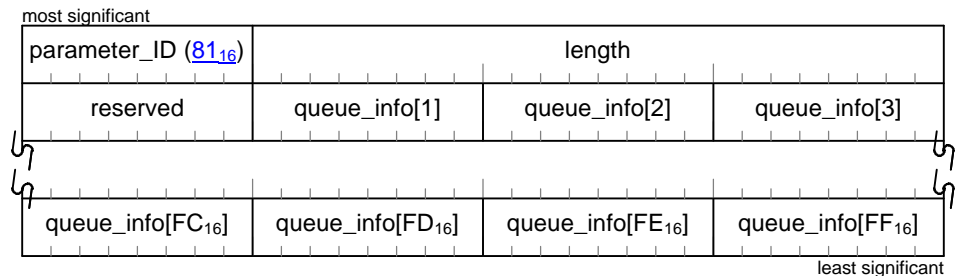 most significant
parameter_ID (81₁₆) length
reserved queue_info[1] queue_info[2] queue_info[3]
queue_info[FC₁₆] queue_info[FD₁₆] queue_info[FE₁₆] queue_info[FF₁₆]
least significant